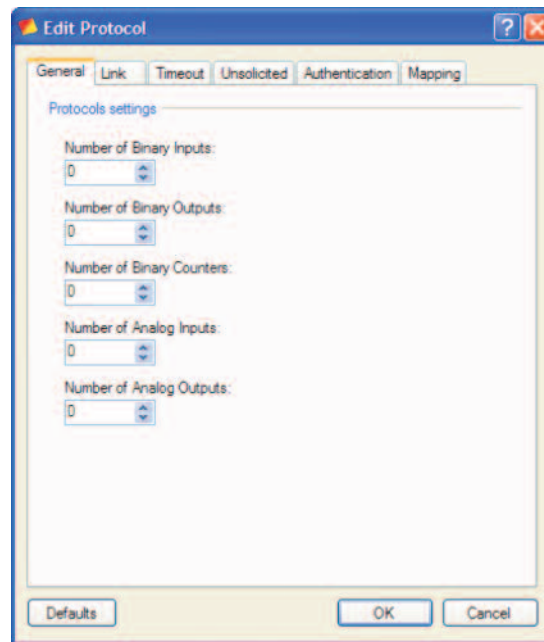 Edit Protocol
General Link Timeout Unsolicited Authentication Mapping
Protocols settings
Number of Binary Inputs:
0
Number of Binary Outputs:
0
Number of Binary Counters:
0
Number of Analog Inputs:
0
Number of Analog Outputs:
0
Defaults OK Cancel